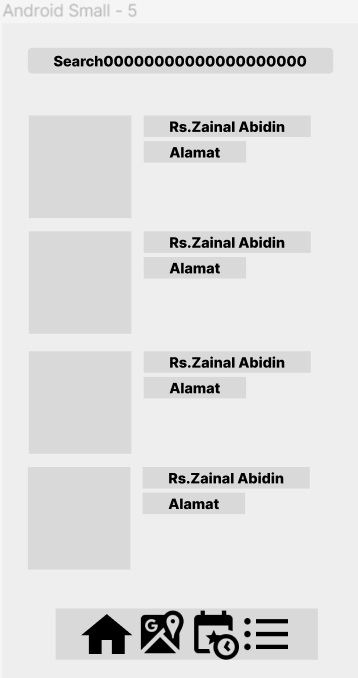 Android Small - 5
Search00000000000000000000
Rs.Zainal Abidin
Alamat
Rs.Zainal Abidin
Alamat
Rs.Zainal Abidin
Alamat
Rs.Zainal Abidin
Alamat
G